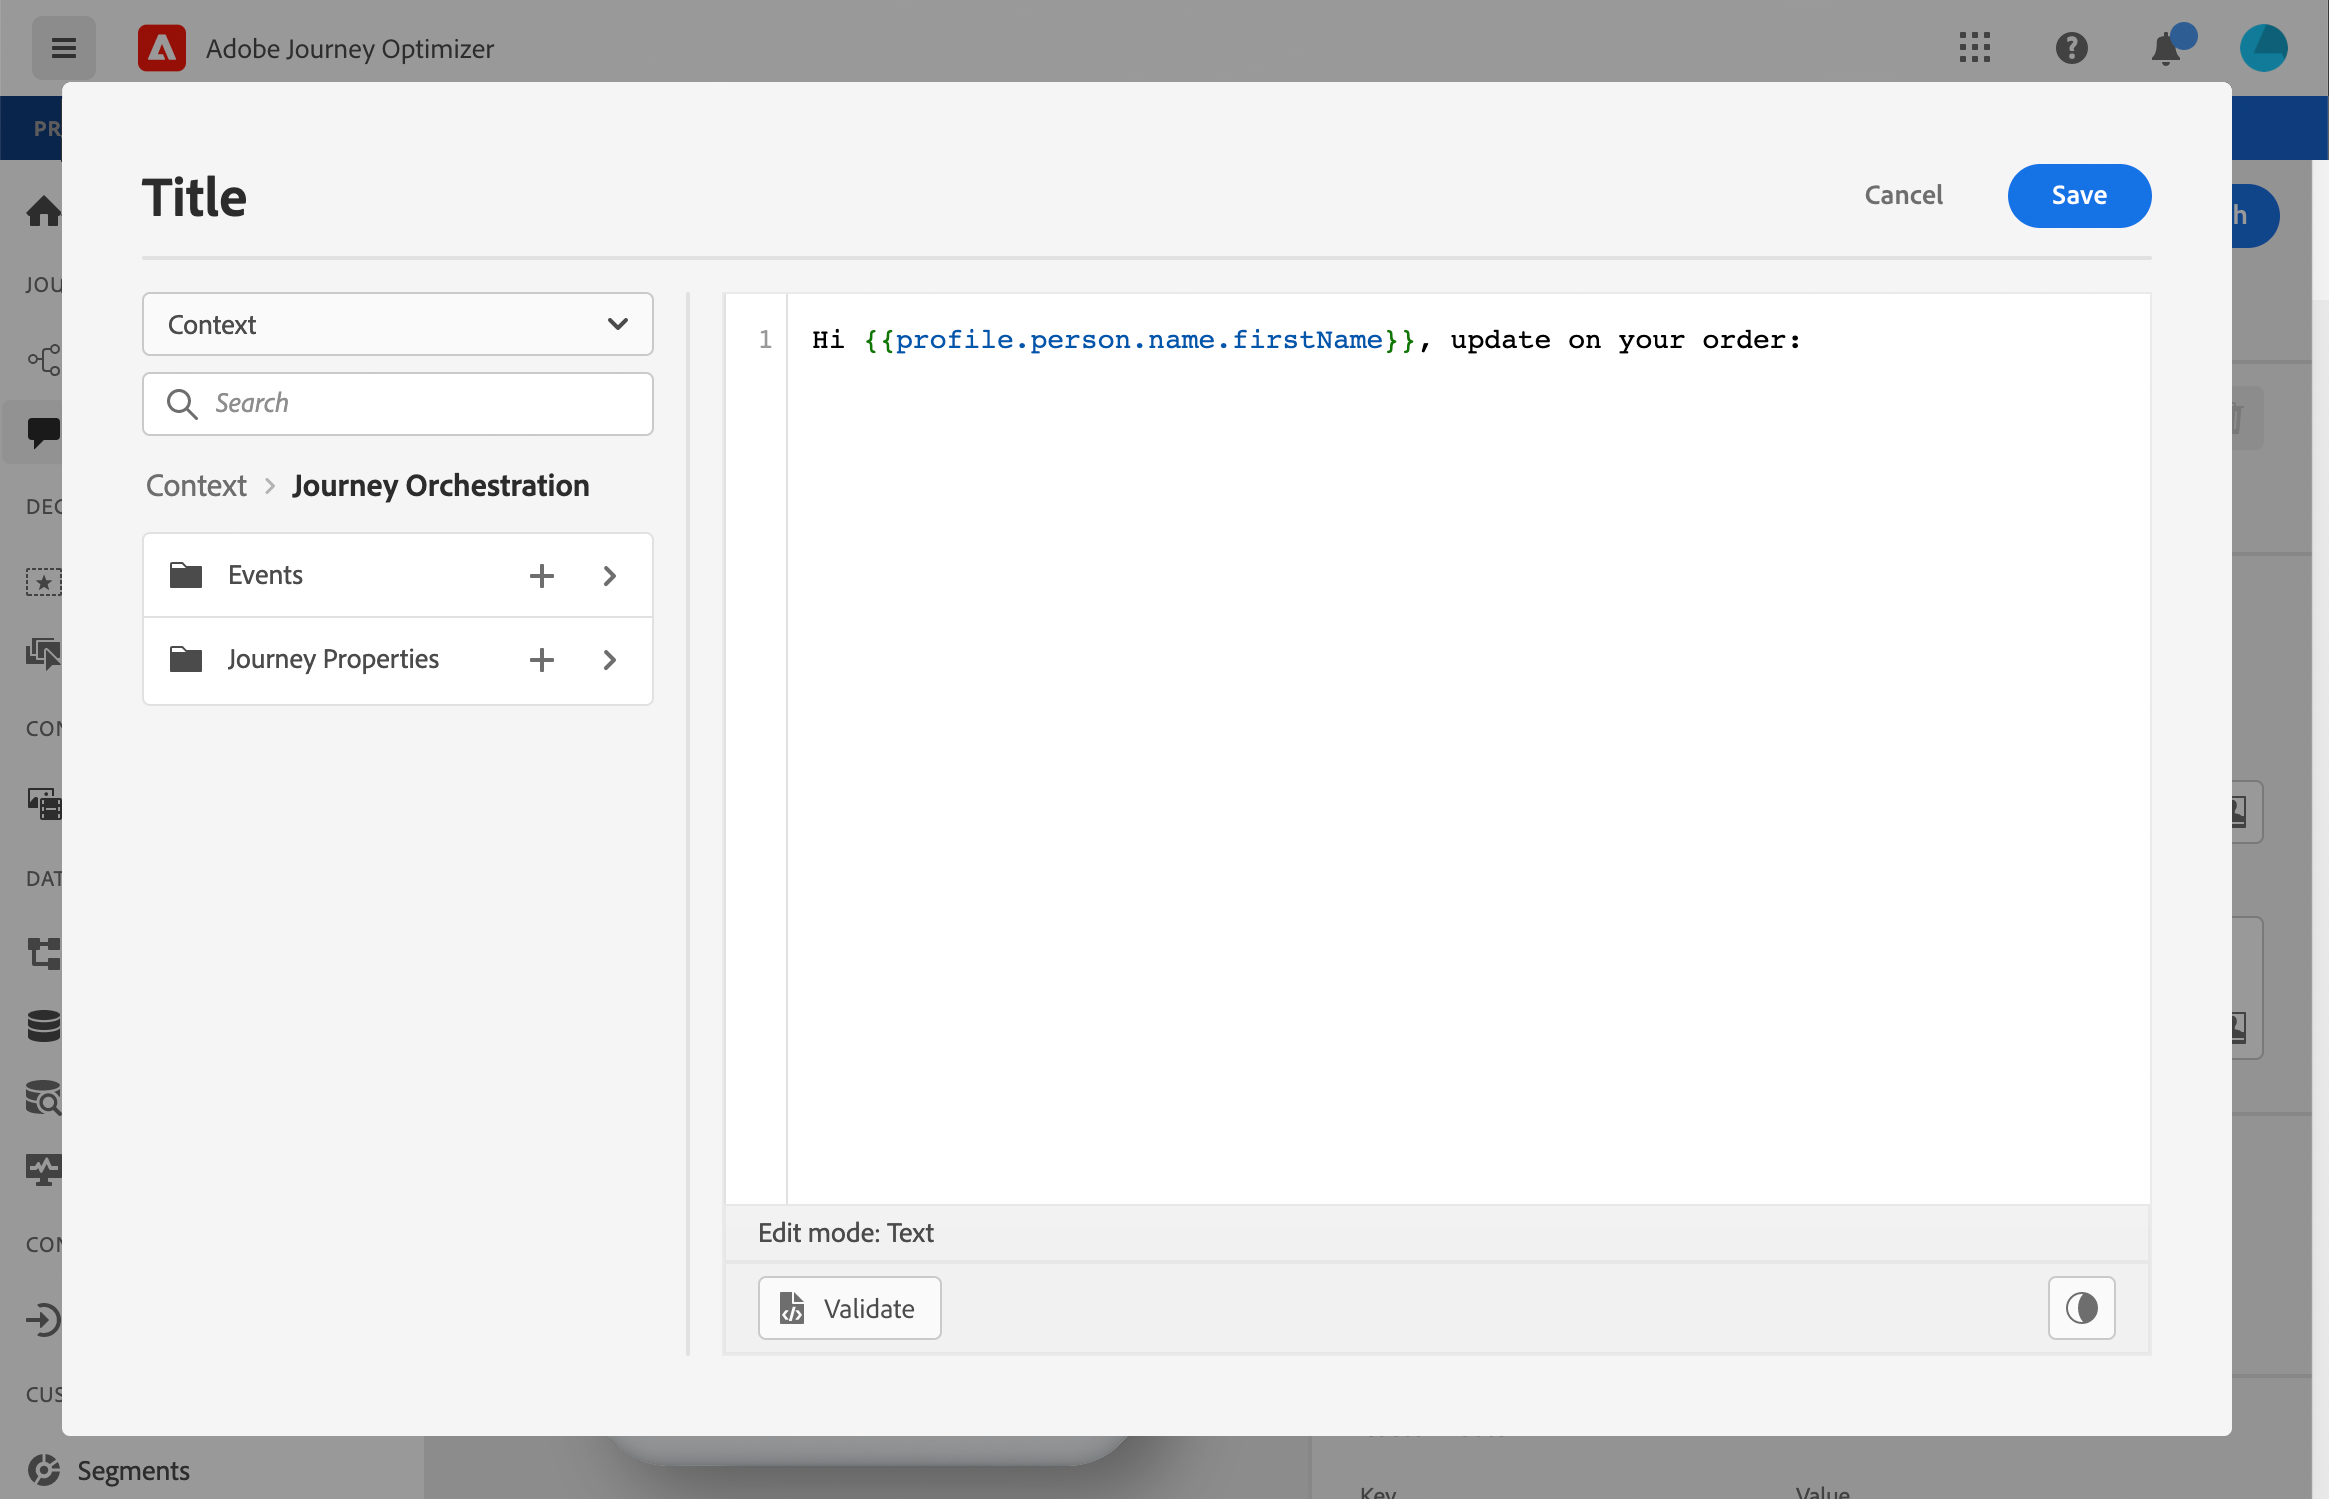 Adobe Journey Optimizer
PR
Title
Cancel
Save
h
JOU
Context
Search
1 Hi {{profile.person.name.firstName}}, update on your order:
Context > Journey Orchestration
DEC
Events
Journey Properties
CON
DAT
Edit mode: Text
CON
Validate
CUS
Segments
Key
Value